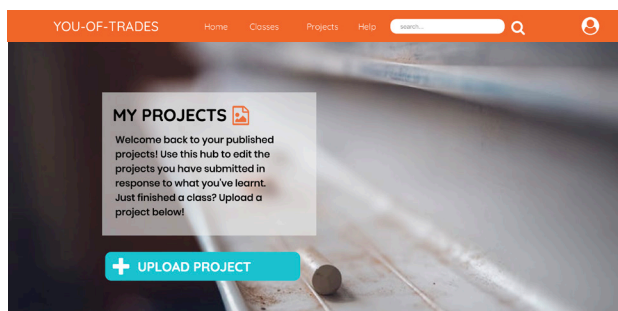 YOU-OF-TRADES Home Classes Projects Help search...
MY PROJECTS
Welcome back to your published
projects! Use this hub to edit the
projects you have submitted in
response to what you've learnt.
Just finished a class? Upload a
project below!
UPLOAD PROJECT